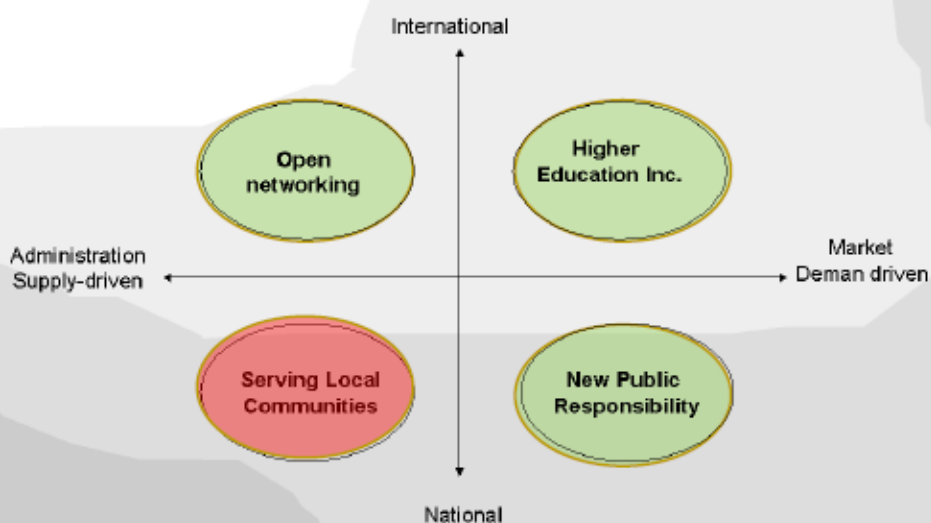 International
Open
networking
Higher
Education Inc.
Administration
Supply-driven
Market
Deman driven
Serving Local
Communities
New Public
Responsibility
National